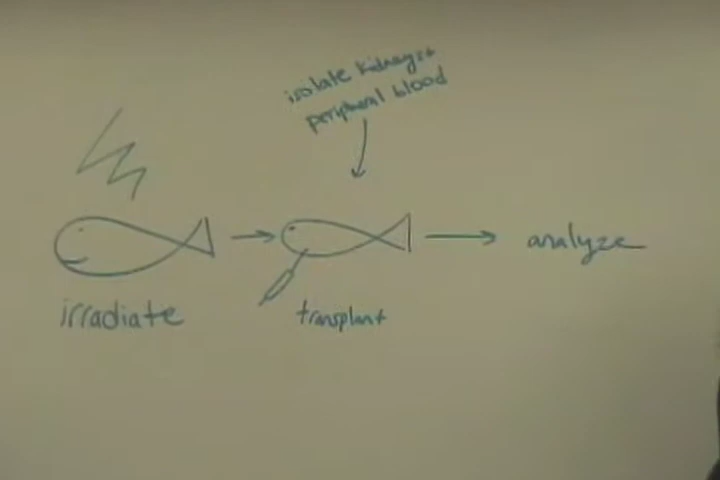 isolate kidneys +
peripheral blood
analyze
irradiate
transplant